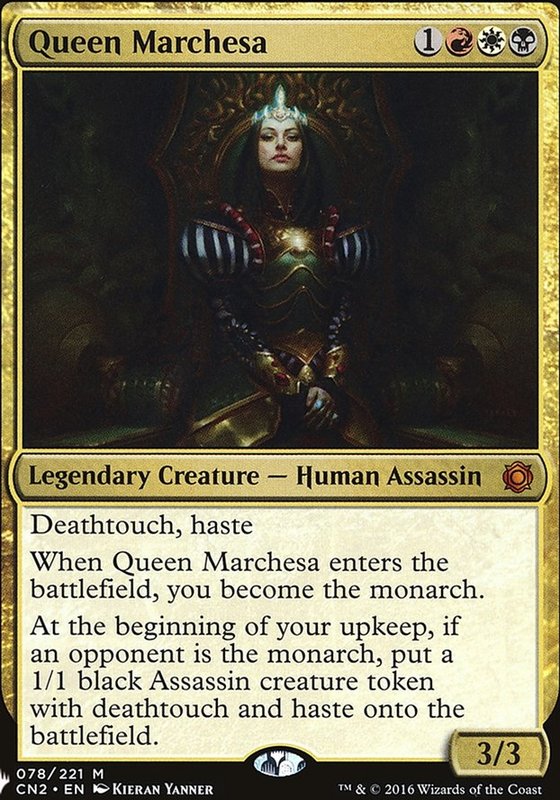 Queen Marchesa 1
Legendary Creature — Human Assassin
Deathtouch, haste
When Queen Marchesa enters the
battlefield, you become the monarch.
At the beginning of your upkeep, if
an opponent is the monarch, put a
1/1 black Assassin creature token
with deathtouch and haste onto the
battlefield.
3/3
078/221 M
CN2 • EN KIERAN YANNER
™ & © 2016 Wizards of the Coast